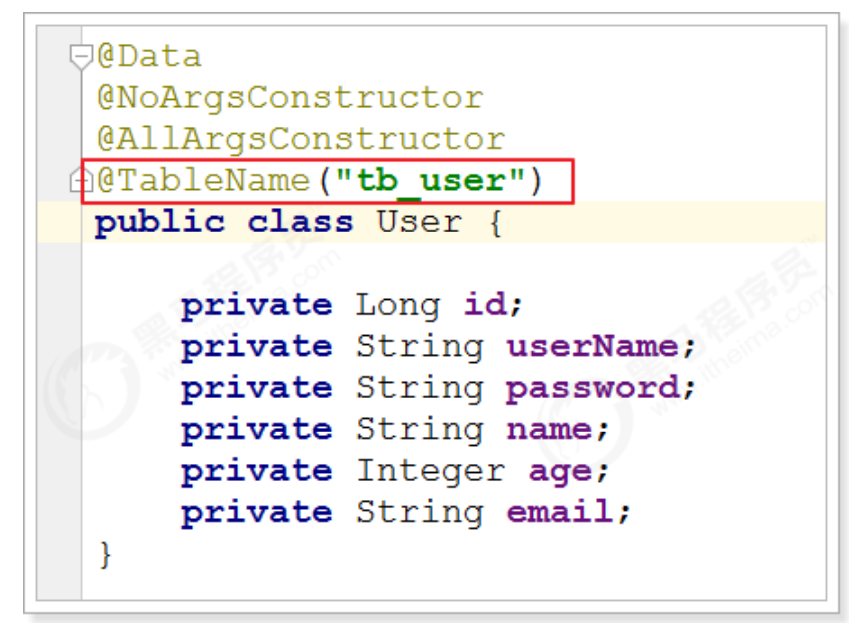 @Data
@NoArgsConstructor
@AllArgsConstructor
@TableName("tb_user")
public class User {
private Long id;
private String userName;
private String password;
private String name;
private Integer age;
private String email;
}
黑马程序员
www.itheima.com
黑马程序员
www.itheima.com